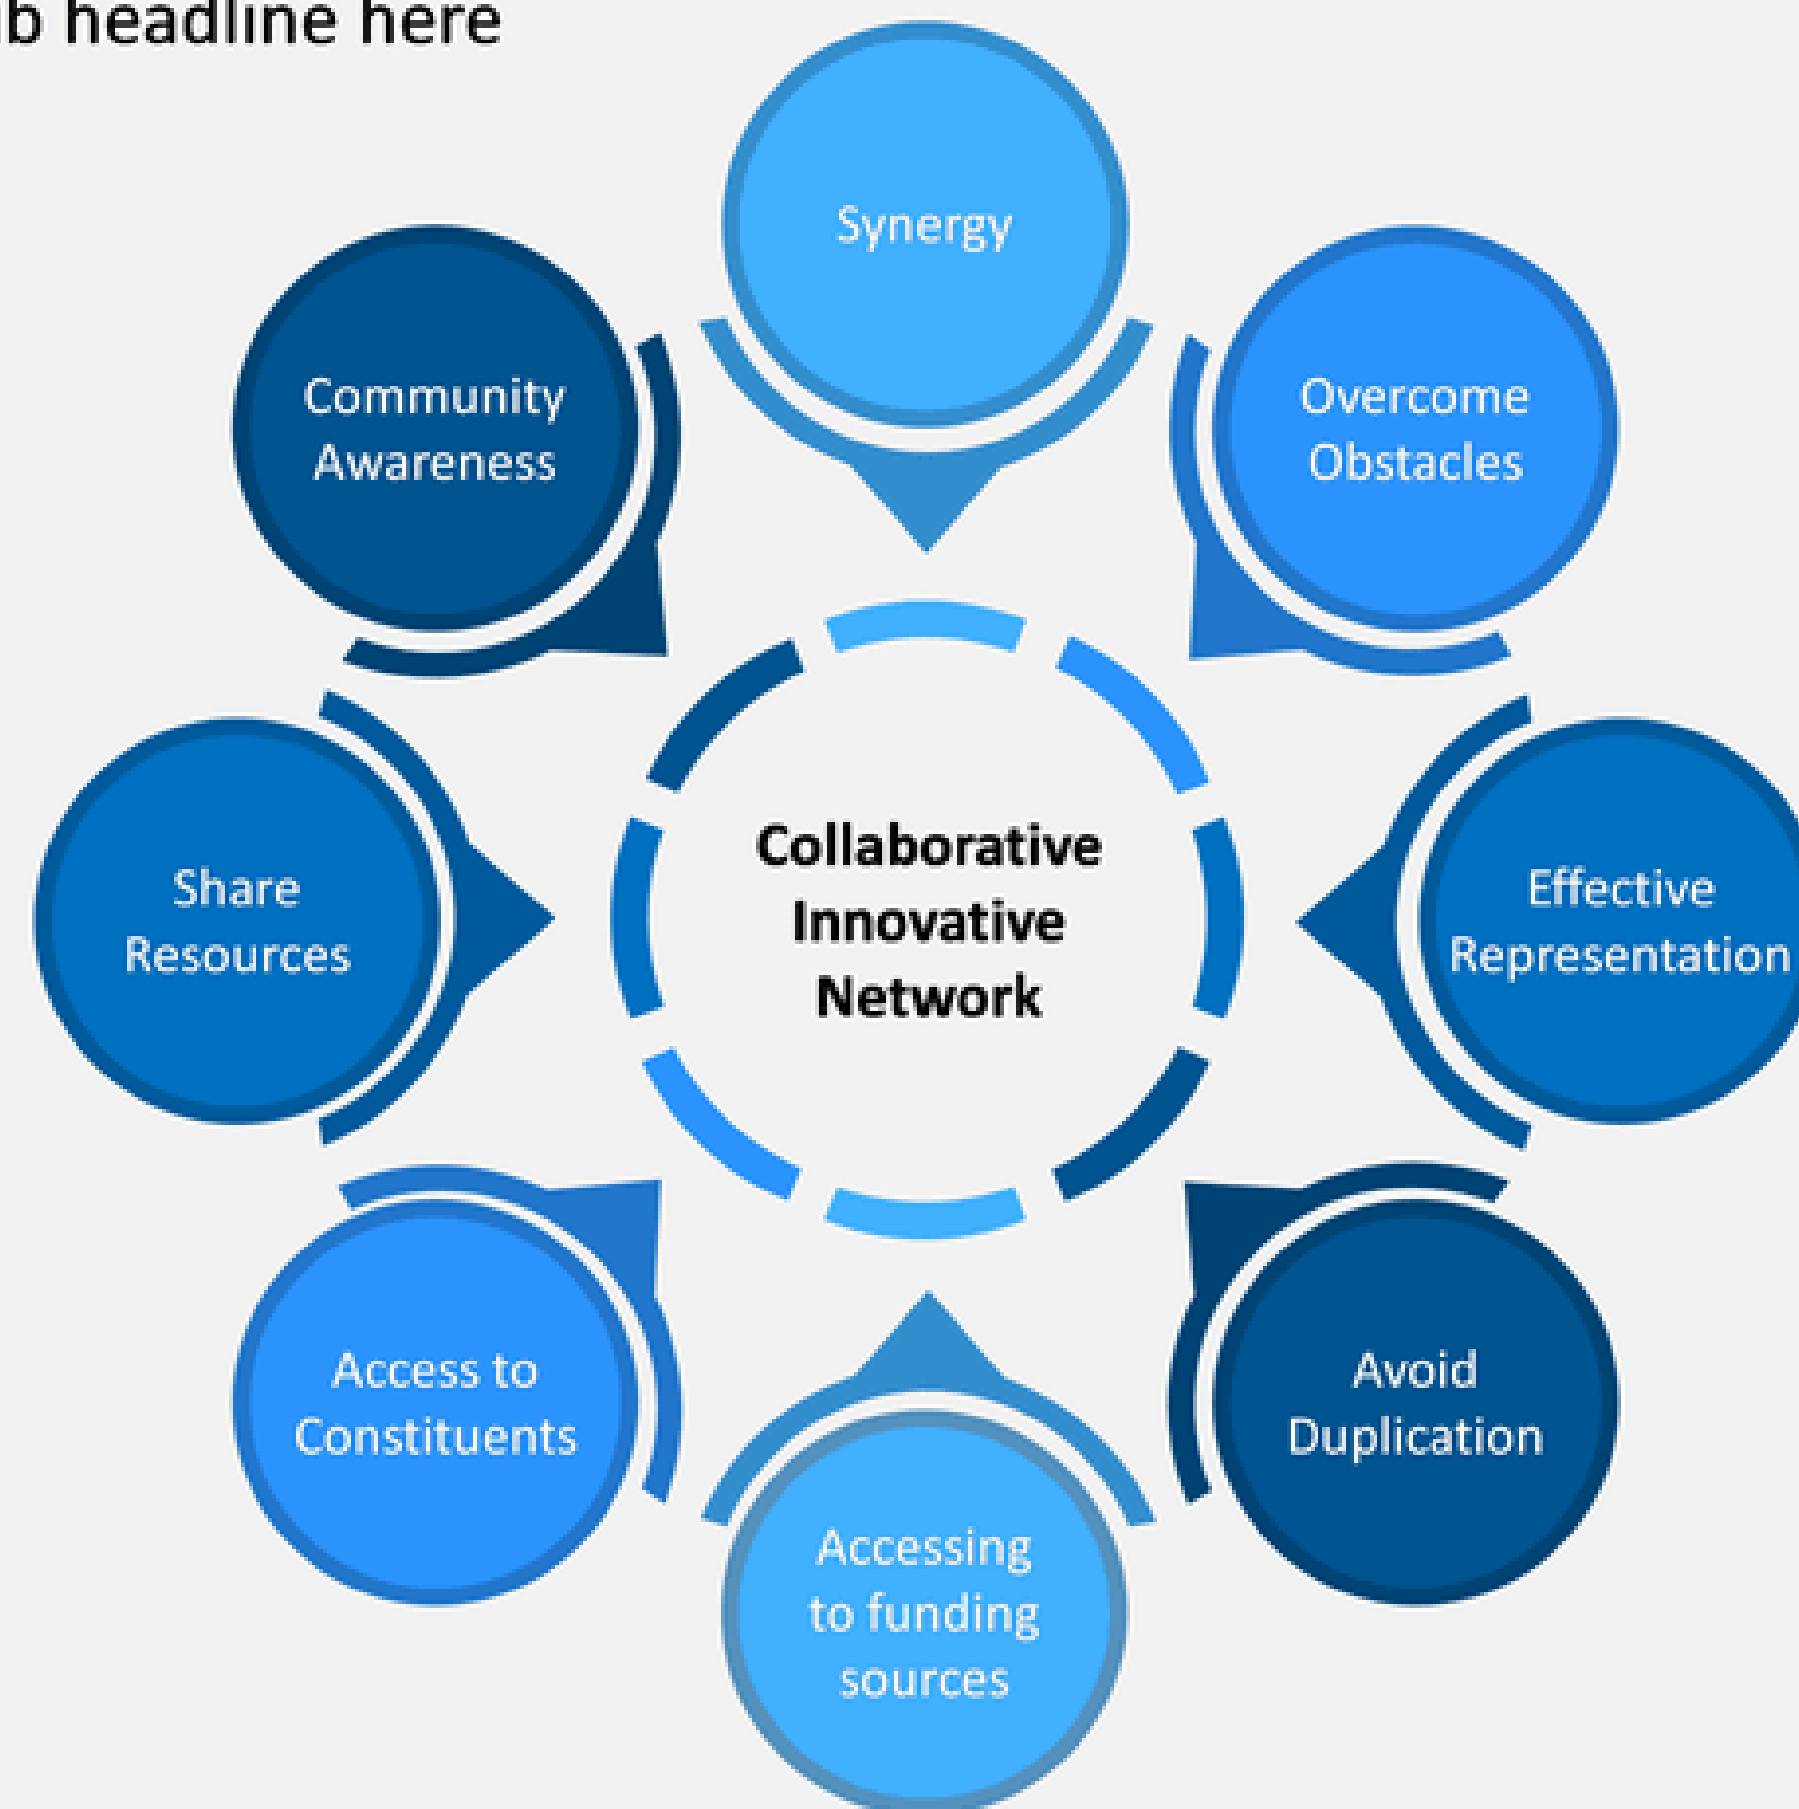 headline here
Synergy
Overcome
Obstacles
Effective
Representation
Avoid
Duplication
Accessing
to funding
sources
Access to
Constituents
Share
Resources
Community
Awareness
Collaborative
Innovative
Network